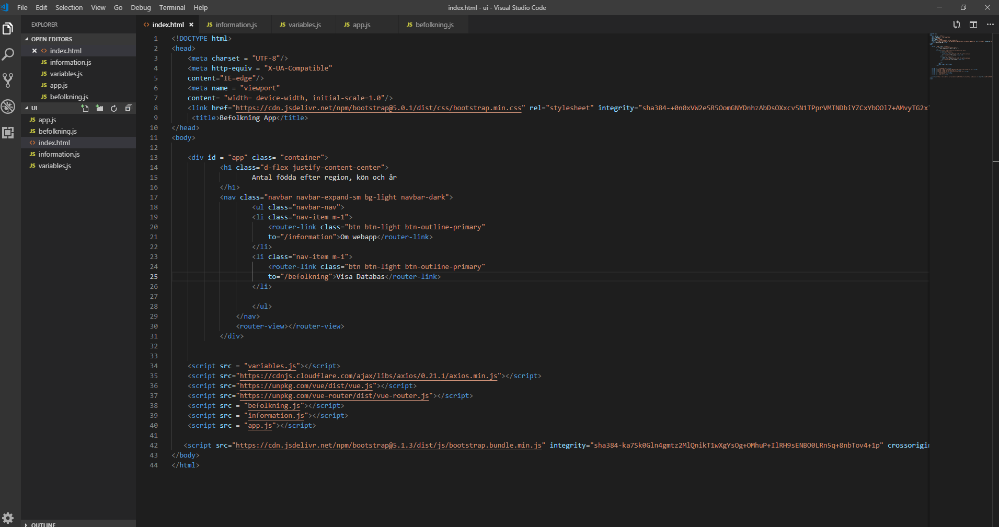 File Edit Selection View Go Debug Terminal Help
index.html - ui - Visual Studio Code
EXPLORER
OPEN EDITORS
index.html
JS information.js
JS variables.js
JS app.js
JS befolkning.js
UI
JS app.js
JS befolkning.js
index.html
JS information.js
JS variables.js
OUTLINE
index.html JS information.js JS variables.js JS app.js JS befolkning.js
1 <!DOCTYPE html>
2 <head>
3 <meta charset = "UTF-8"/>
4 <meta http-equiv = "X-UA-Compatible"
5 content="IE=edge"/>
6 <meta name = "viewport"
7 content= "width= device-width, initial-scale=1.0"/>
8 <link href="https://cdn.jsdelivr.net/npm/bootstrap@5.0.1/dist/css/bootstrap.min.css" rel="stylesheet" integrity="sha384-+0n0xVW2eSR5OomGNYDnhzAbDsOXxcvSN1TPprVMTNDbiYZCxYbOOl7+AMvyTG2x
9 <title>Befolkning App</title>
10 </head>
11 <body>
12
13 <div id = "app" class= "container">
14 <h1 class="d-flex justify-content-center">
15 Antal födda efter region, kön och år
16 </h1>
17 <nav class="navbar navbar-expand-sm bg-light navbar-dark">
18 <ul class="navbar-nav">
19 <li class="nav-item m-1">
20 <router-link class="btn btn-light btn-outline-primary"
21 to="/information">Om webapp</router-link>
22 </li>
23 <li class="nav-item m-1">
24 <router-link class="btn btn-light btn-outline-primary"
25 to="/befolkning">Visa Databas</router-link>
26 </li>
27
28 </ul>
29 </nav>
30 <router-view></router-view>
31 </div>
32
33
34 <script src = "variables.js"></script>
35 <script src="https://cdnjs.cloudflare.com/ajax/libs/axios/0.21.1/axios.min.js"></script>
36 <script src="https://unpkg.com/vue/dist/vue.js"></script>
37 <script src="https://unpkg.com/vue-router/dist/vue-router.js"></script>
38 <script src = "befolkning.js"></script>
39 <script src = "information.js"></script>
40 <script src = "app.js"></script>
41
42 <script src="https://cdn.jsdelivr.net/npm/bootstrap@5.1.3/dist/js/bootstrap.bundle.min.js" integrity="sha384-ka7Sk0Gln4gmtz2MlQnikT1wXgYsOg+OMhuP+IlRH9sENBO0LRn5q+8nbTov4+1p" crossorigin
43 </body>
44 </html>